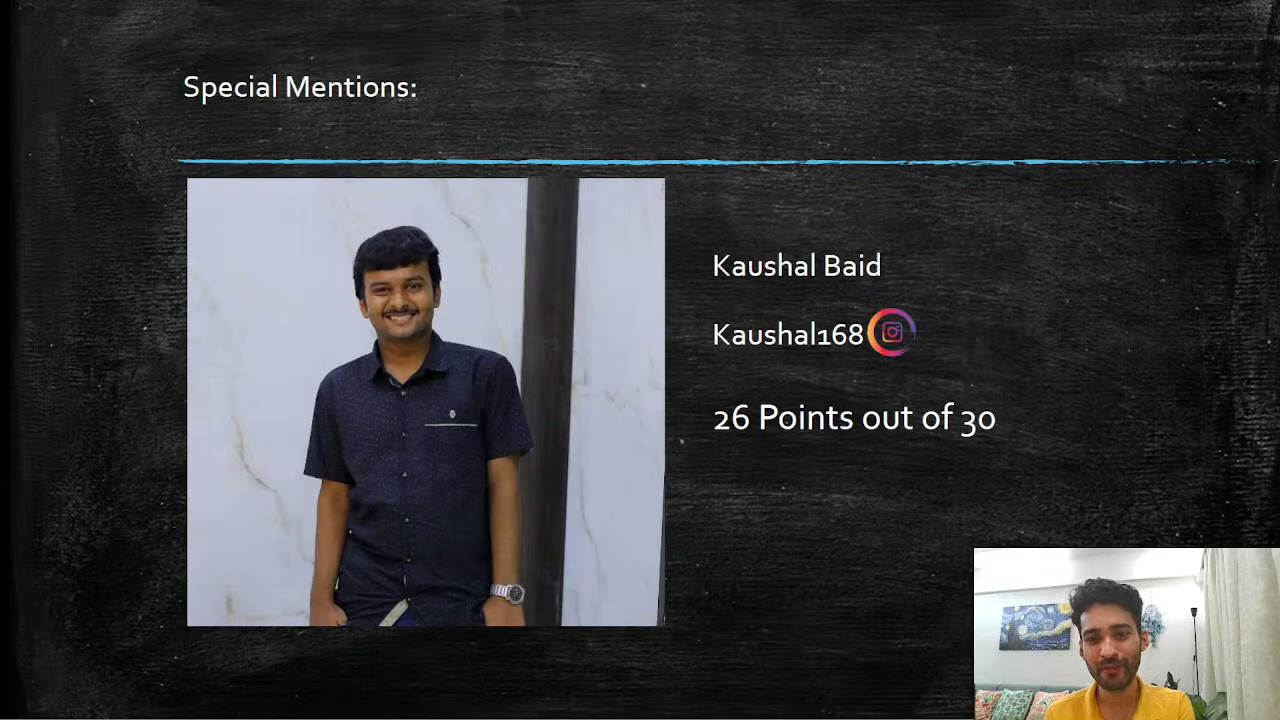 Special Mentions:
Kaushal Baid
Kaushal168
26 Points out of 30